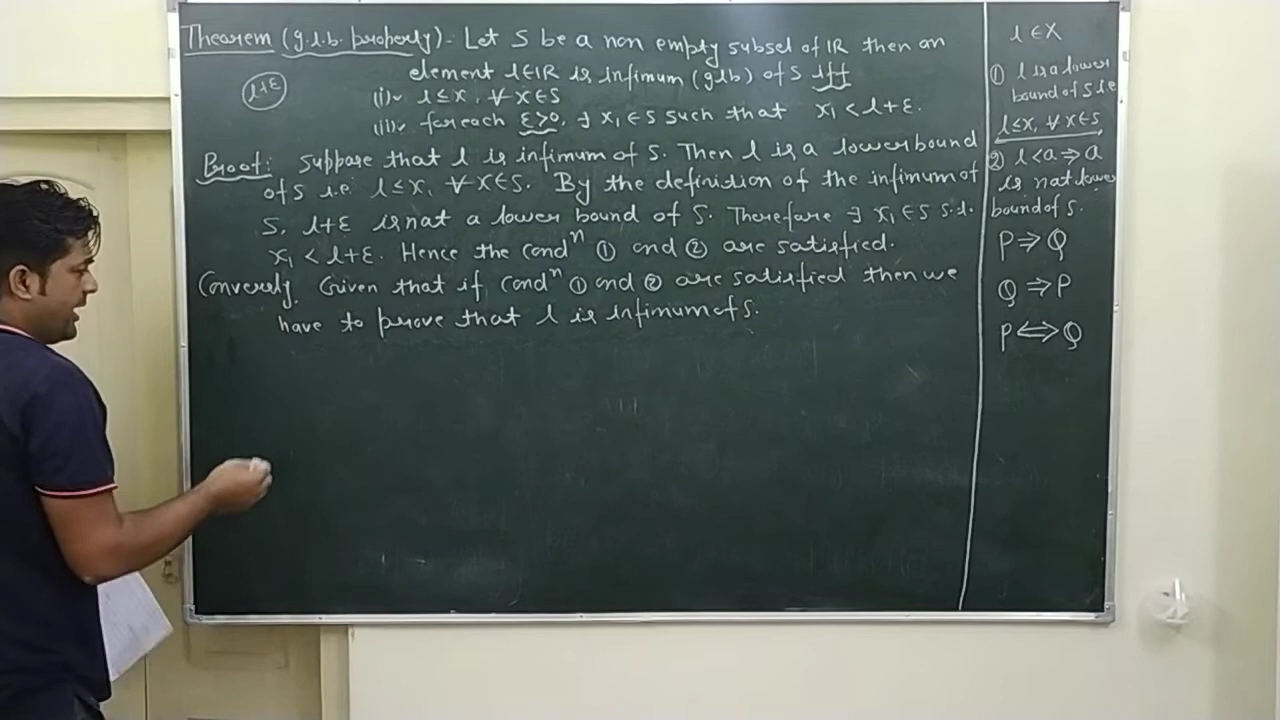 Theorem (g.l.b. property)- Let S be a non empty subset of IR then an
element l∈IR is infimum (glb) of S iff
l+ε
(i)- l ≤ x, ∀ x∈S
(ii)- for each ε>0, ∃ x₁∈S such that x₁ < l+ε.
Proof: Suppose that l is infimum of S. Then l is a lower bound
of S i.e. l ≤ x, ∀ x∈S. By the definition of the infimum of
S, l+ε is not a lower bound of S. Therefore ∃ x₁∈S s.t.
x₁ < l+ε. Hence the condⁿ ① and ② are satisfied.
Conversely, Given that if condⁿ ① and ② are satisfied then we
have to prove that l is infimum of S.
l ∈ X
① l is a lower
bound of S i.e
l≤x, ∀ x∈S
② l<a ⇒ a
is not lower
bound of S.
P ⇒ Q
Q ⇒ P
P ⟺ Q